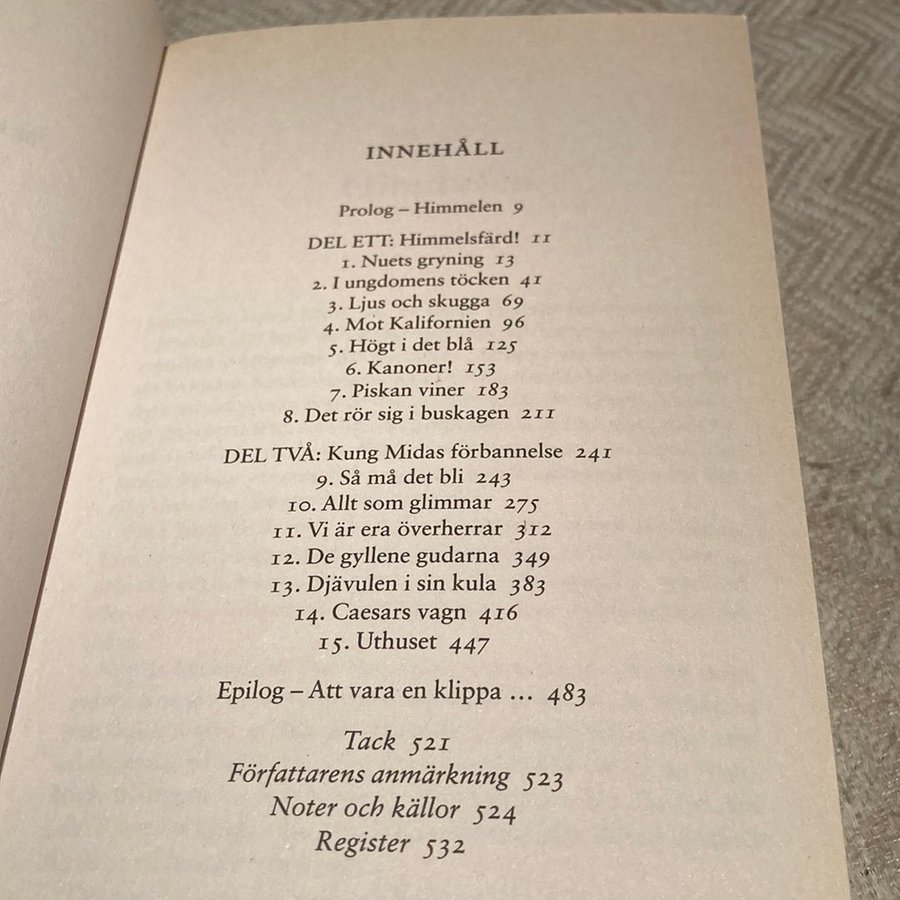 INNEHÅLL
Prolog – Himmelen 9
DEL ETT: Himmelsfärd! 11
1. Nuets gryning 13
2. I ungdomens töcken 41
3. Ljus och skugga 69
4. Mot Kalifornien 96
5. Högt i det blå 125
6. Kanoner! 153
7. Piskan viner 183
8. Det rör sig i buskagen 211
DEL TVÅ: Kung Midas förbannelse 241
9. Så må det bli 243
10. Allt som glimmar 275
11. Vi är era överherrar 312
12. De gyllene gudarna 349
13. Djävulen i sin kula 383
14. Caesars vagn 416
15. Uthuset 447
Epilog – Att vara en klippa ... 483
Tack 521
Författarens anmärkning 523
Noter och källor 524
Register 532